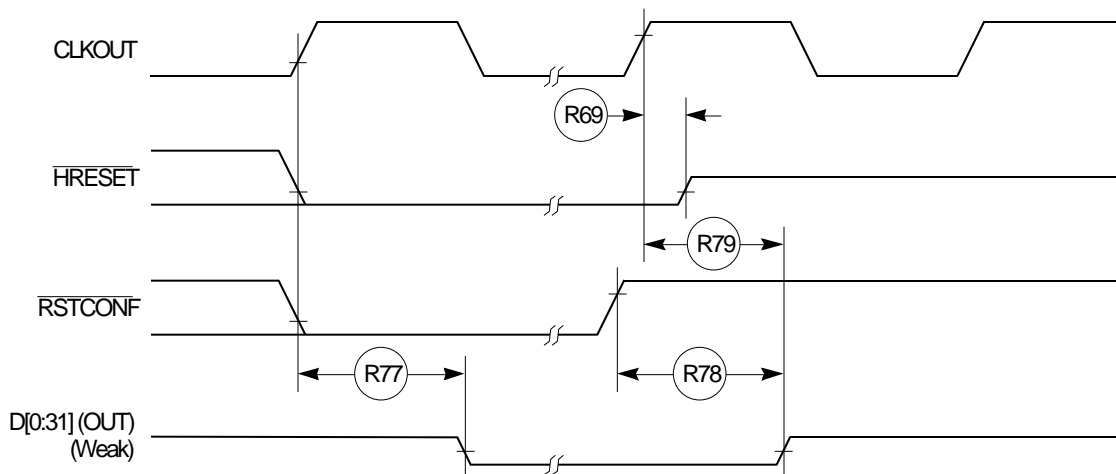 CLKOUT
R69
HRESET
R79
RSTCONF
R77
R78
D[0:31] (OUT)
(Weak)